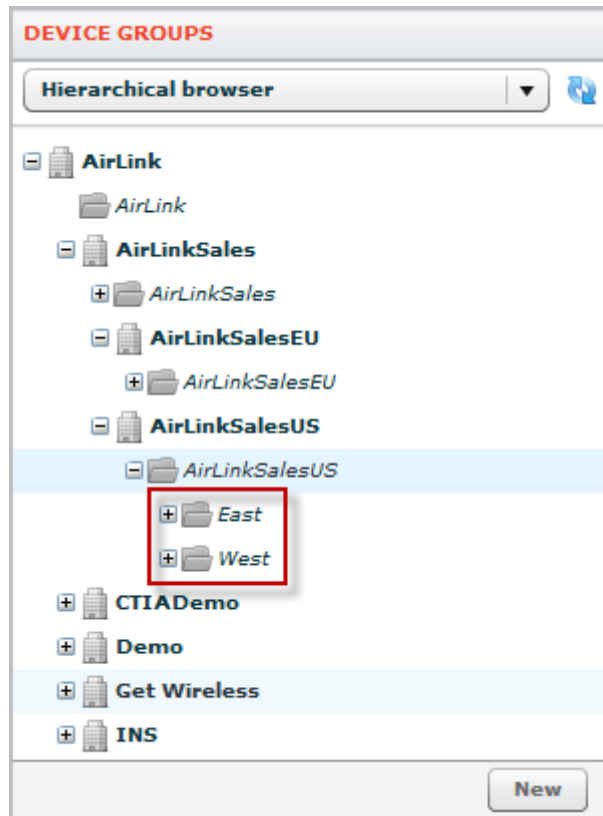 DEVICE GROUPS
Hierarchical browser
AirLink
AirLink
AirLinkSales
AirLinkSales
AirLinkSalesEU
AirLinkSalesEU
AirLinkSalesUS
AirLinkSalesUS
East
West
CTIADemo
Demo
Get Wireless
INS
New